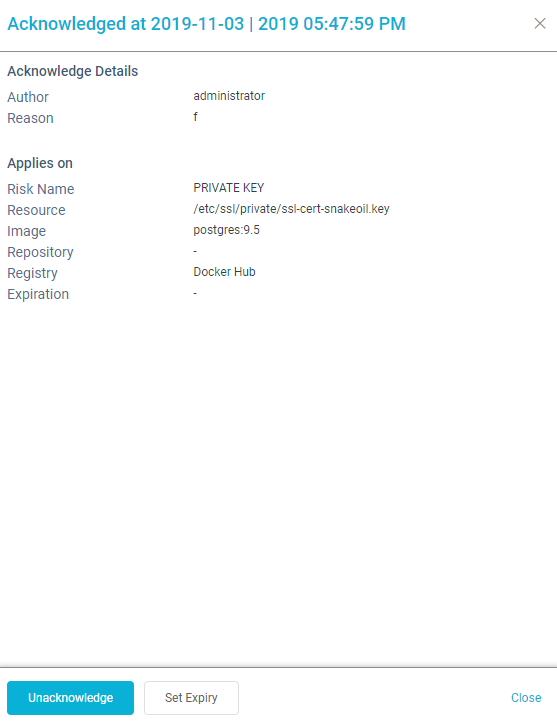 Acknowledged at 2019-11-03 | 2019 05:47:59 PM
Acknowledge Details
Author administrator
Reason f
Applies on
Risk Name PRIVATE KEY
Resource /etc/ssl/private/ssl-cert-snakeoil.key
Image postgres:9.5
Repository -
Registry Docker Hub
Expiration -
Unacknowledge Set Expiry Close